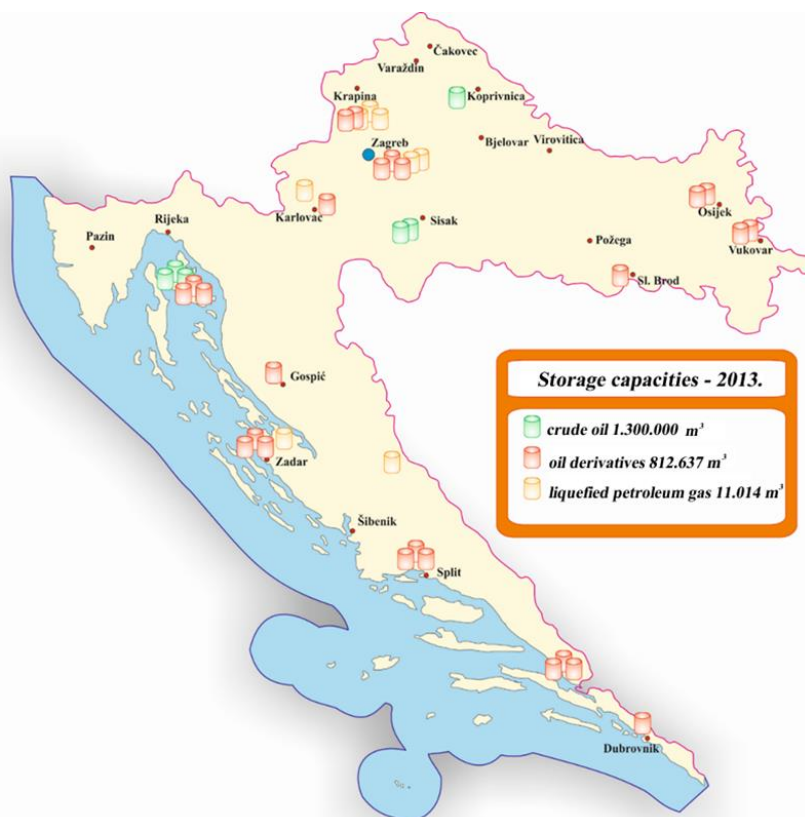 Čakovec
Varaždin
Krapina
Koprivnica
Zagreb
Bjelovar
Virovitica
Karlovac
Sisak
Osijek
Rijeka
Pazin
Požega
Vukovar
Sl. Brod
Gospić
Storage capacities - 2013.
crude oil 1.300.000 m³
oil derivatives 812.637 m³
liquefied petroleum gas 11.014 m³
Zadar
Šibenik
Split
Dubrovnik